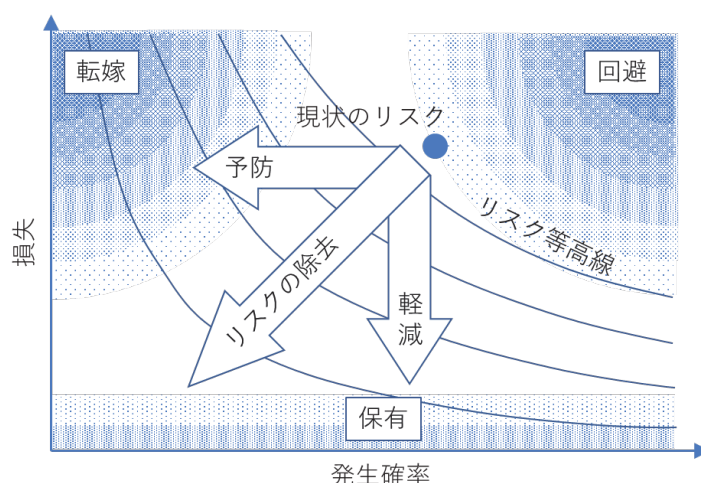 転嫁
回避
現状のリスク
予防
リスク等高線
損失
リスクの除去
軽減
保有
発生確率